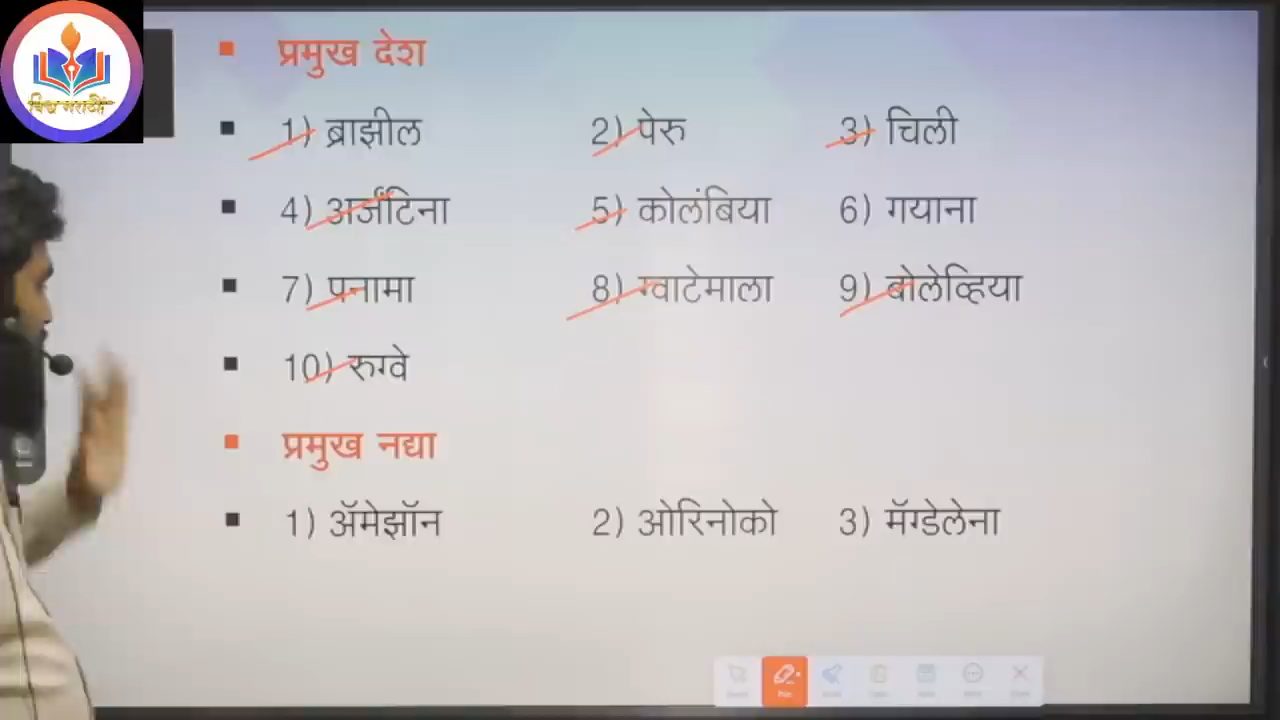 विश्व मराठी
प्रमुख देश
1) ब्राझील 2) पेरु 3) चिली
4) अर्जेंटिना 5) कोलंबिया 6) गयाना
7) पनामा 8) ग्वाटेमाला 9) बोलेव्हिया
10) रुग्वे
प्रमुख नद्या
1) ॲमेझॉन 2) ओरिनोको 3) मॅग्डेलेना